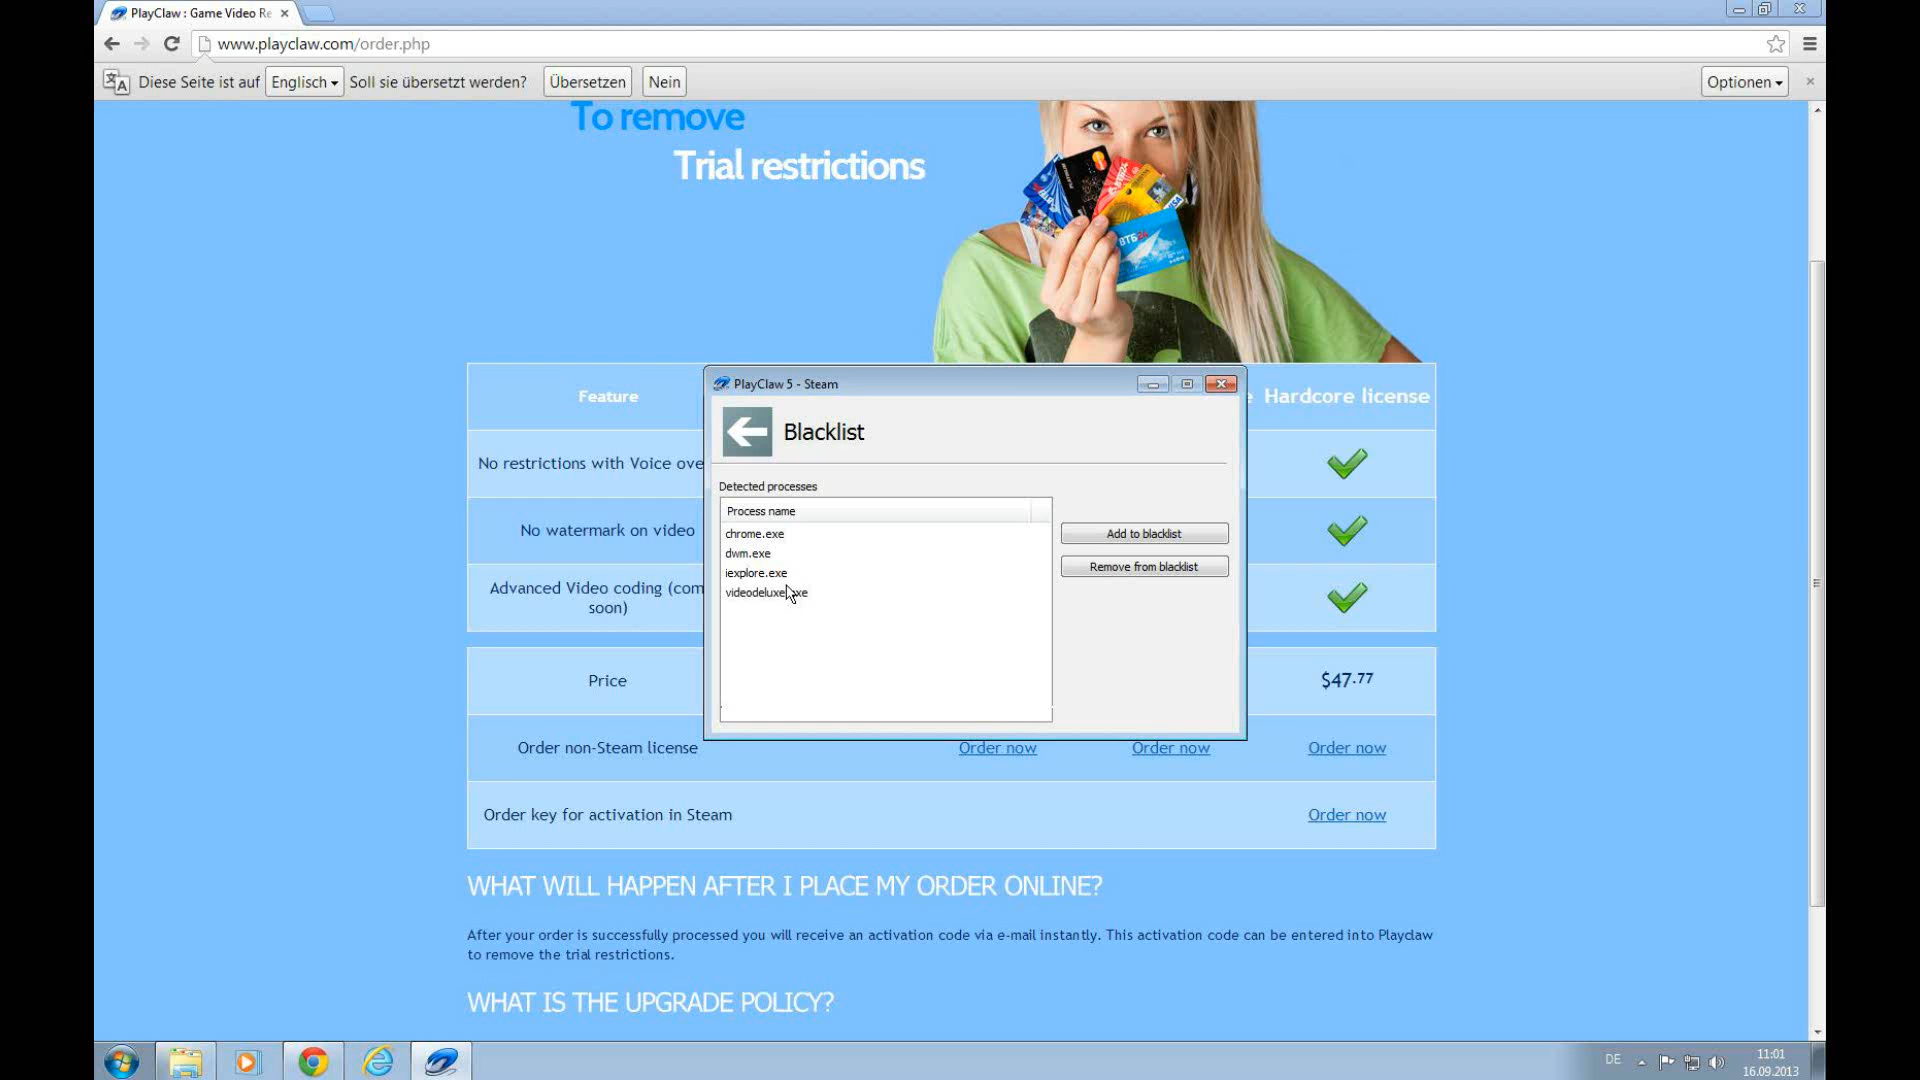 PlayClaw : Game Video Re
www.playclaw.com/order.php
Diese Seite ist auf Englisch Soll sie übersetzt werden? Übersetzen Nein Optionen
To remove
Trial restrictions
ВТБ24
VISA
PlayClaw 5 - Steam
Feature
Hardcore license
Blacklist
No restrictions with Voice ove
Detected processes
Process name
chrome.exe
Add to blacklist
No watermark on video
dwm.exe
iexplore.exe
Remove from blacklist
Advanced Video coding (com
soon)
videodeluxe.exe
Price
$47.77
Order non-Steam license
Order now
Order now
Order now
Order key for activation in Steam
Order now
WHAT WILL HAPPEN AFTER I PLACE MY ORDER ONLINE?
After your order is successfully processed you will receive an activation code via e-mail instantly. This activation code can be entered into Playclaw
to remove the trial restrictions.
WHAT IS THE UPGRADE POLICY?
DE
11:01
16.09.2013